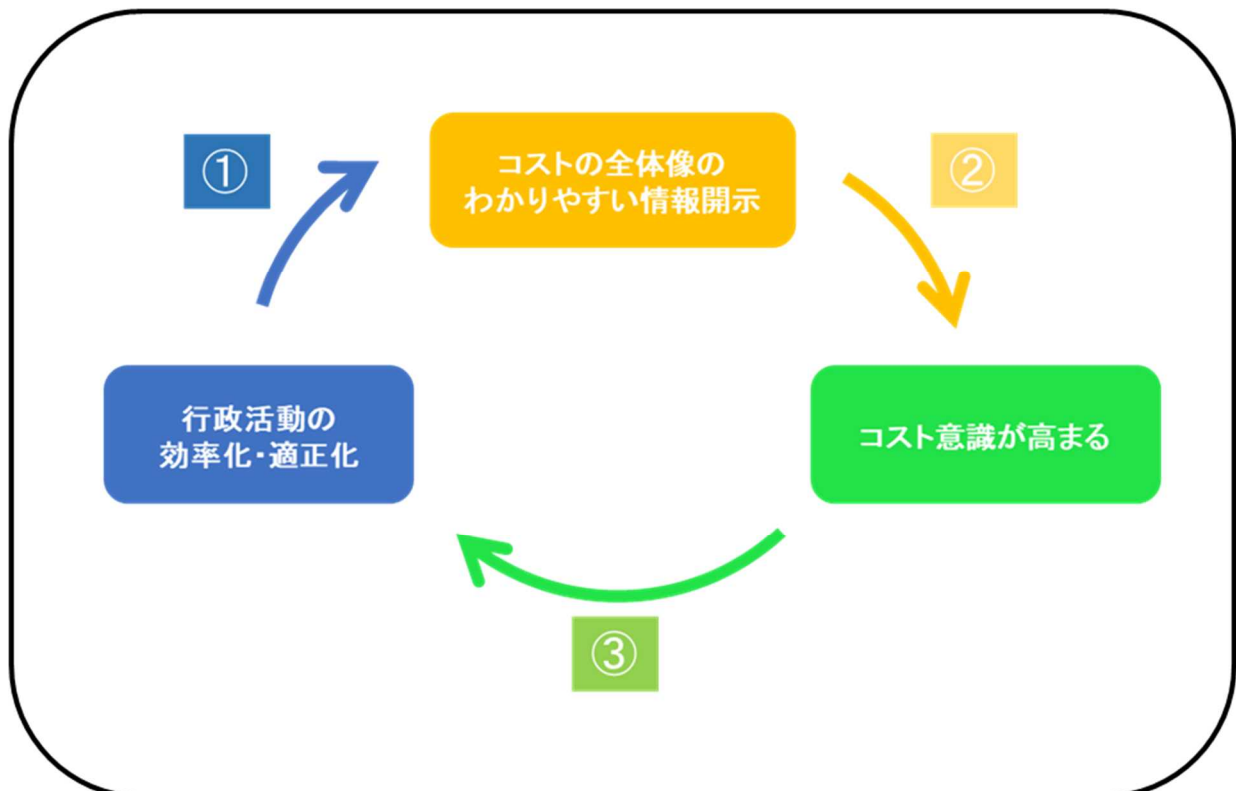 ①
コストの全体像の
わかりやすい情報開示
②
行政活動の
効率化・適正化
コスト意識が高まる
③